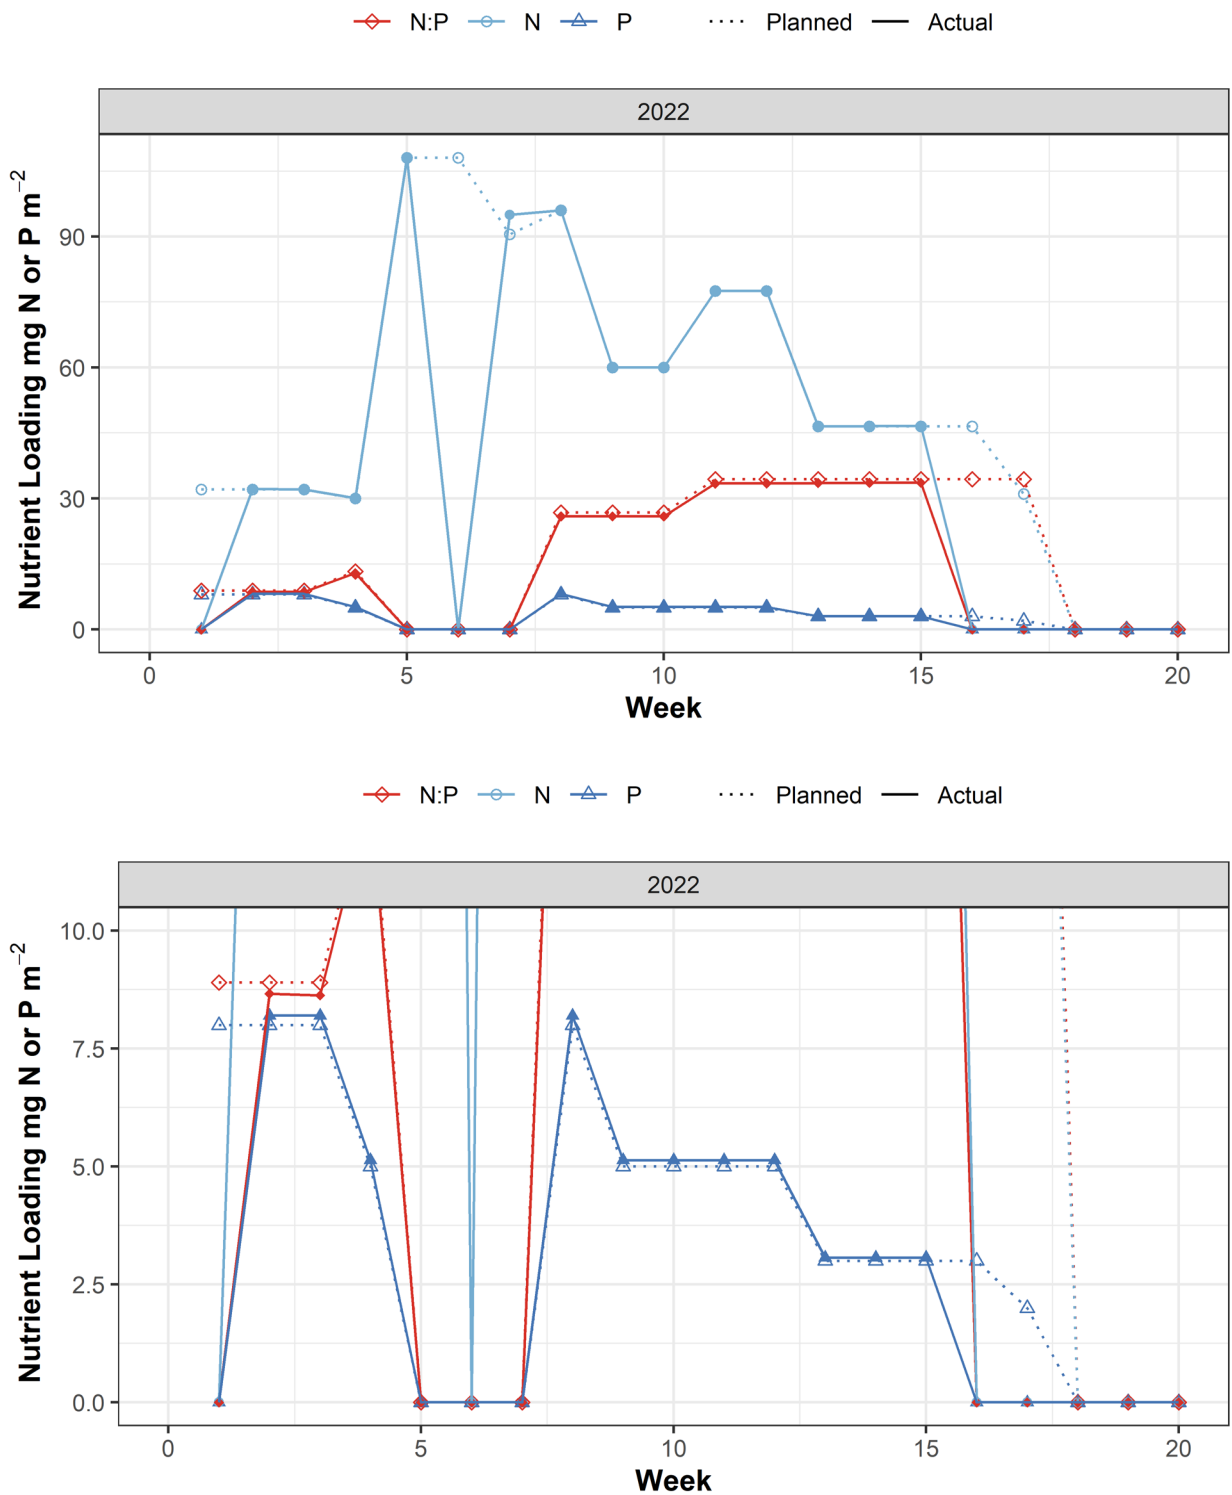 N:P N P Planned Actual
2022
Nutrient Loading mg N or P m⁻²
90
60
30
0
0 5 10 15 20
Week
N:P N P Planned Actual
2022
Nutrient Loading mg N or P m⁻²
10.0
7.5
5.0
2.5
0.0
0 5 10 15 20
Week